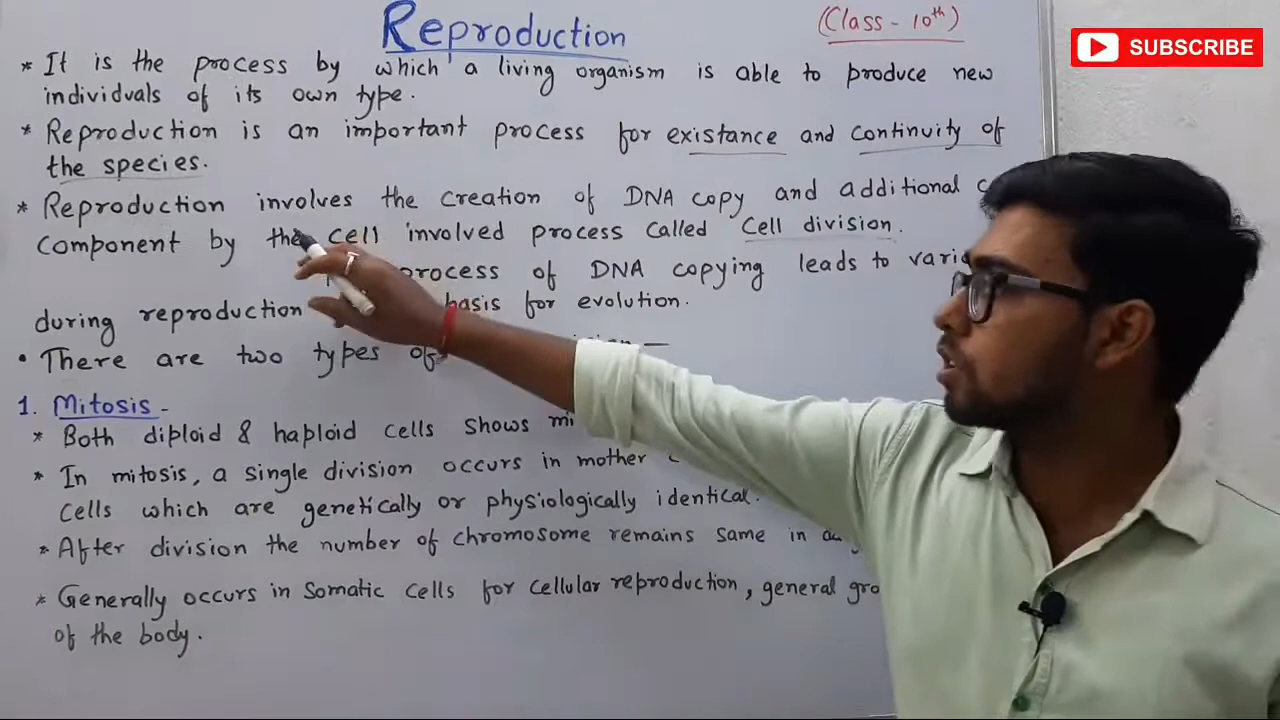 Reproduction
(Class - 10th)
SUBSCRIBE
* It is the process by which a living organism is able to produce new
individuals of its own type.
* Reproduction is an important process for existance and continuity of
the species.
* Reproduction involves the creation of DNA copy and additional
component by the cell involved process called Cell division.
process of DNA copying leads to
during reproduction basis for evolution.
• There are two types of
1. Mitosis -
* Both diploid & haploid cells shows
* In mitosis, a single division occurs in mother
cells which are genetically or physiologically identical.
* After division the number of chromosome remains same in
* Generally occurs in Somatic cells for cellular reproduction, general
of the body.